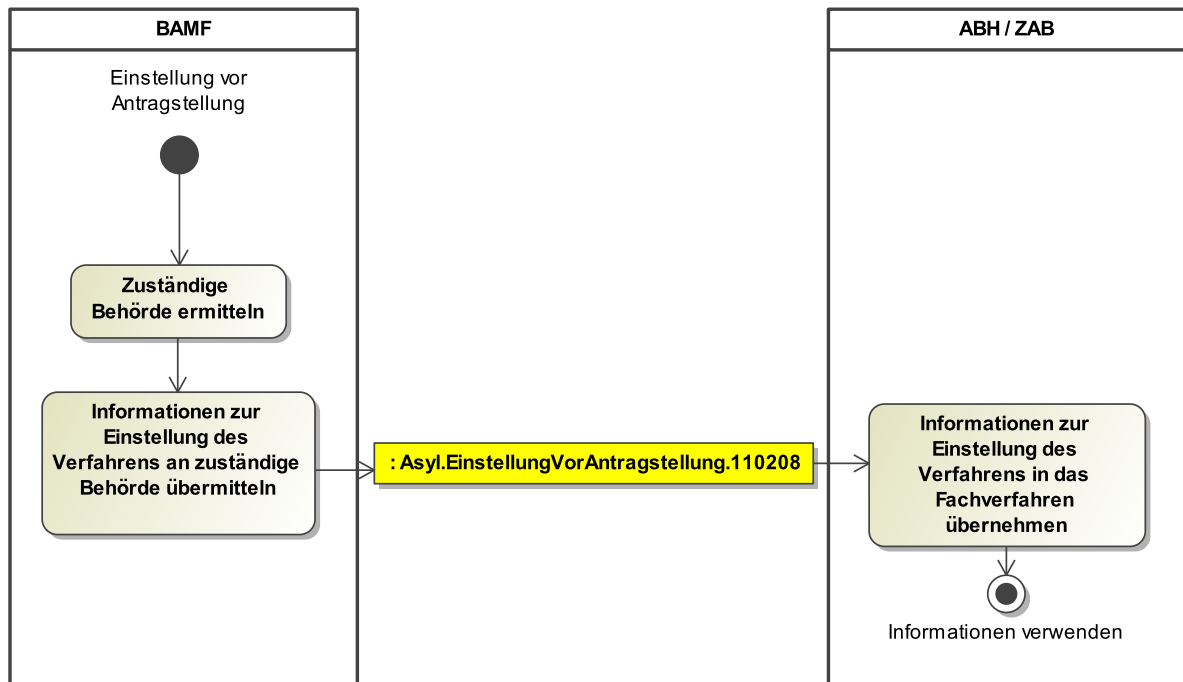 BAMF
ABH / ZAB
Einstellung vor
Antragstellung
Zuständige
Behörde ermitteln
Informationen zur
Einstellung des
Verfahrens an zuständige
Behörde übermitteln
: Asyl.EinstellungVorAntragstellung.110208
Informationen zur
Einstellung des
Verfahrens in das
Fachverfahren
übernehmen
Informationen verwenden